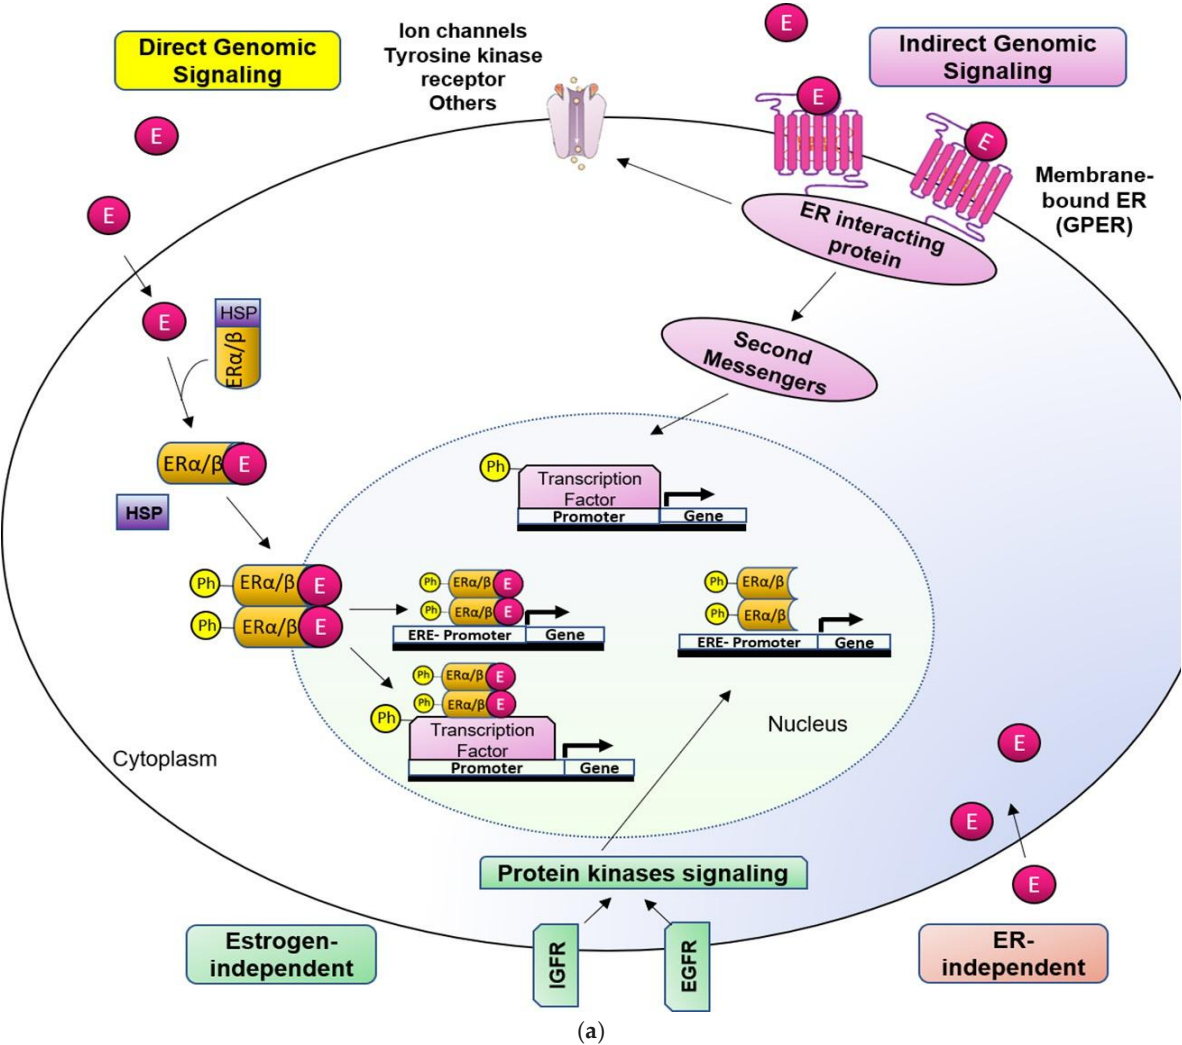 Direct Genomic
Signaling
Ion channels
Tyrosine kinase
receptor
Others
E
Indirect Genomic
Signaling
E
E
E
E
E
Membrane-
bound ER
(GPER)
ER interacting
protein
E
HSP
ERα/β
Second
Messengers
ERα/β
E
HSP
Ph
Transcription
Factor
Promoter
Gene
Ph
ERα/β
E
Ph
ERα/β
E
Ph
ERα/β
E
Ph
ERα/β
E
ERE- Promoter
Gene
Ph
ERα/β
Ph
ERα/β
ERE- Promoter
Gene
Ph
ERα/β
E
Ph
ERα/β
E
Ph
Transcription
Factor
Promoter
Gene
Nucleus
Cytoplasm
E
E
E
Protein kinases signaling
IGFR
EGFR
Estrogen-
independent
ER-
independent
(a)